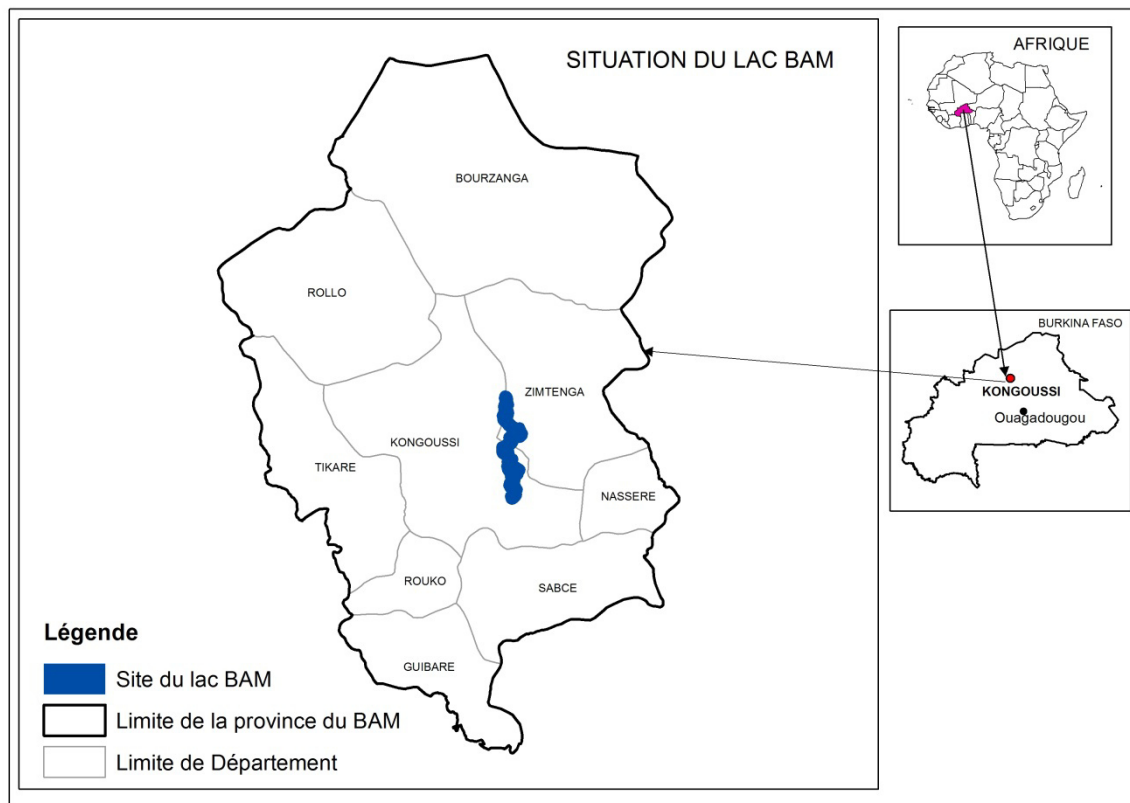 SITUATION DU LAC BAM
BOURZANGA
ROLLO
ZIMTENGA
KONGOUSSI
TIKARE
NASSERE
ROUKO
SABCE
GUIBARE
Légende
Site du lac BAM
Limite de la province du BAM
Limite de Département
AFRIQUE
BURKINA FASO
KONGOUSSI
Ouagadougou